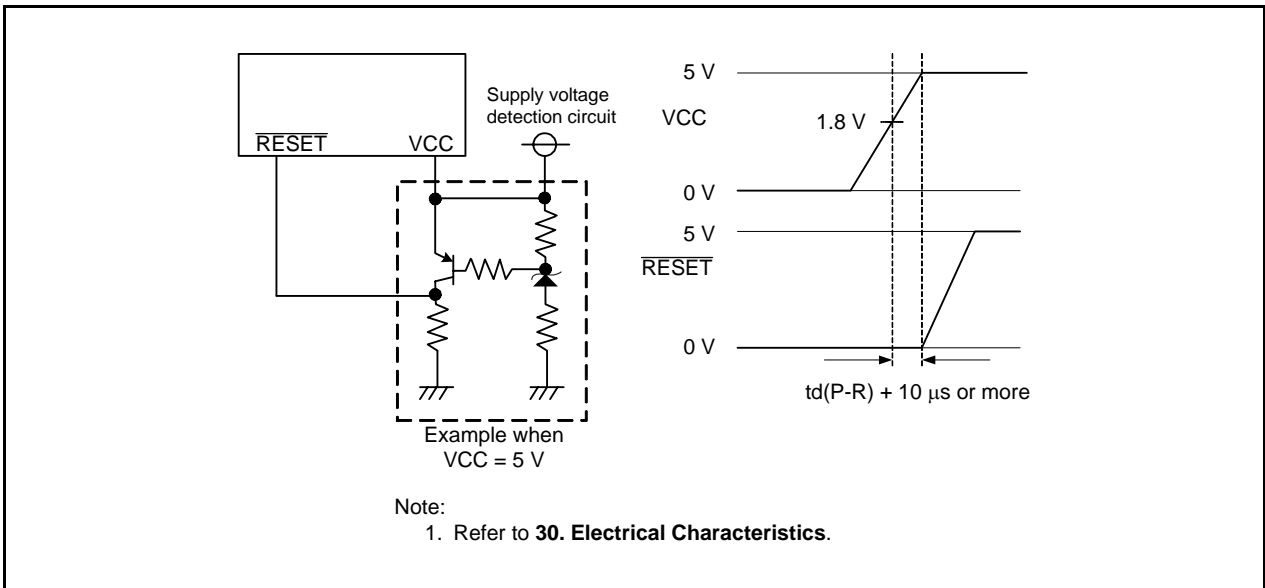 RESET VCC
Supply voltage
detection circuit
Example when
VCC = 5 V
5 V
VCC
1.8 V
0 V
5 V
RESET
0 V
td(P-R) + 10 μs or more
Note:
1. Refer to 30. Electrical Characteristics.